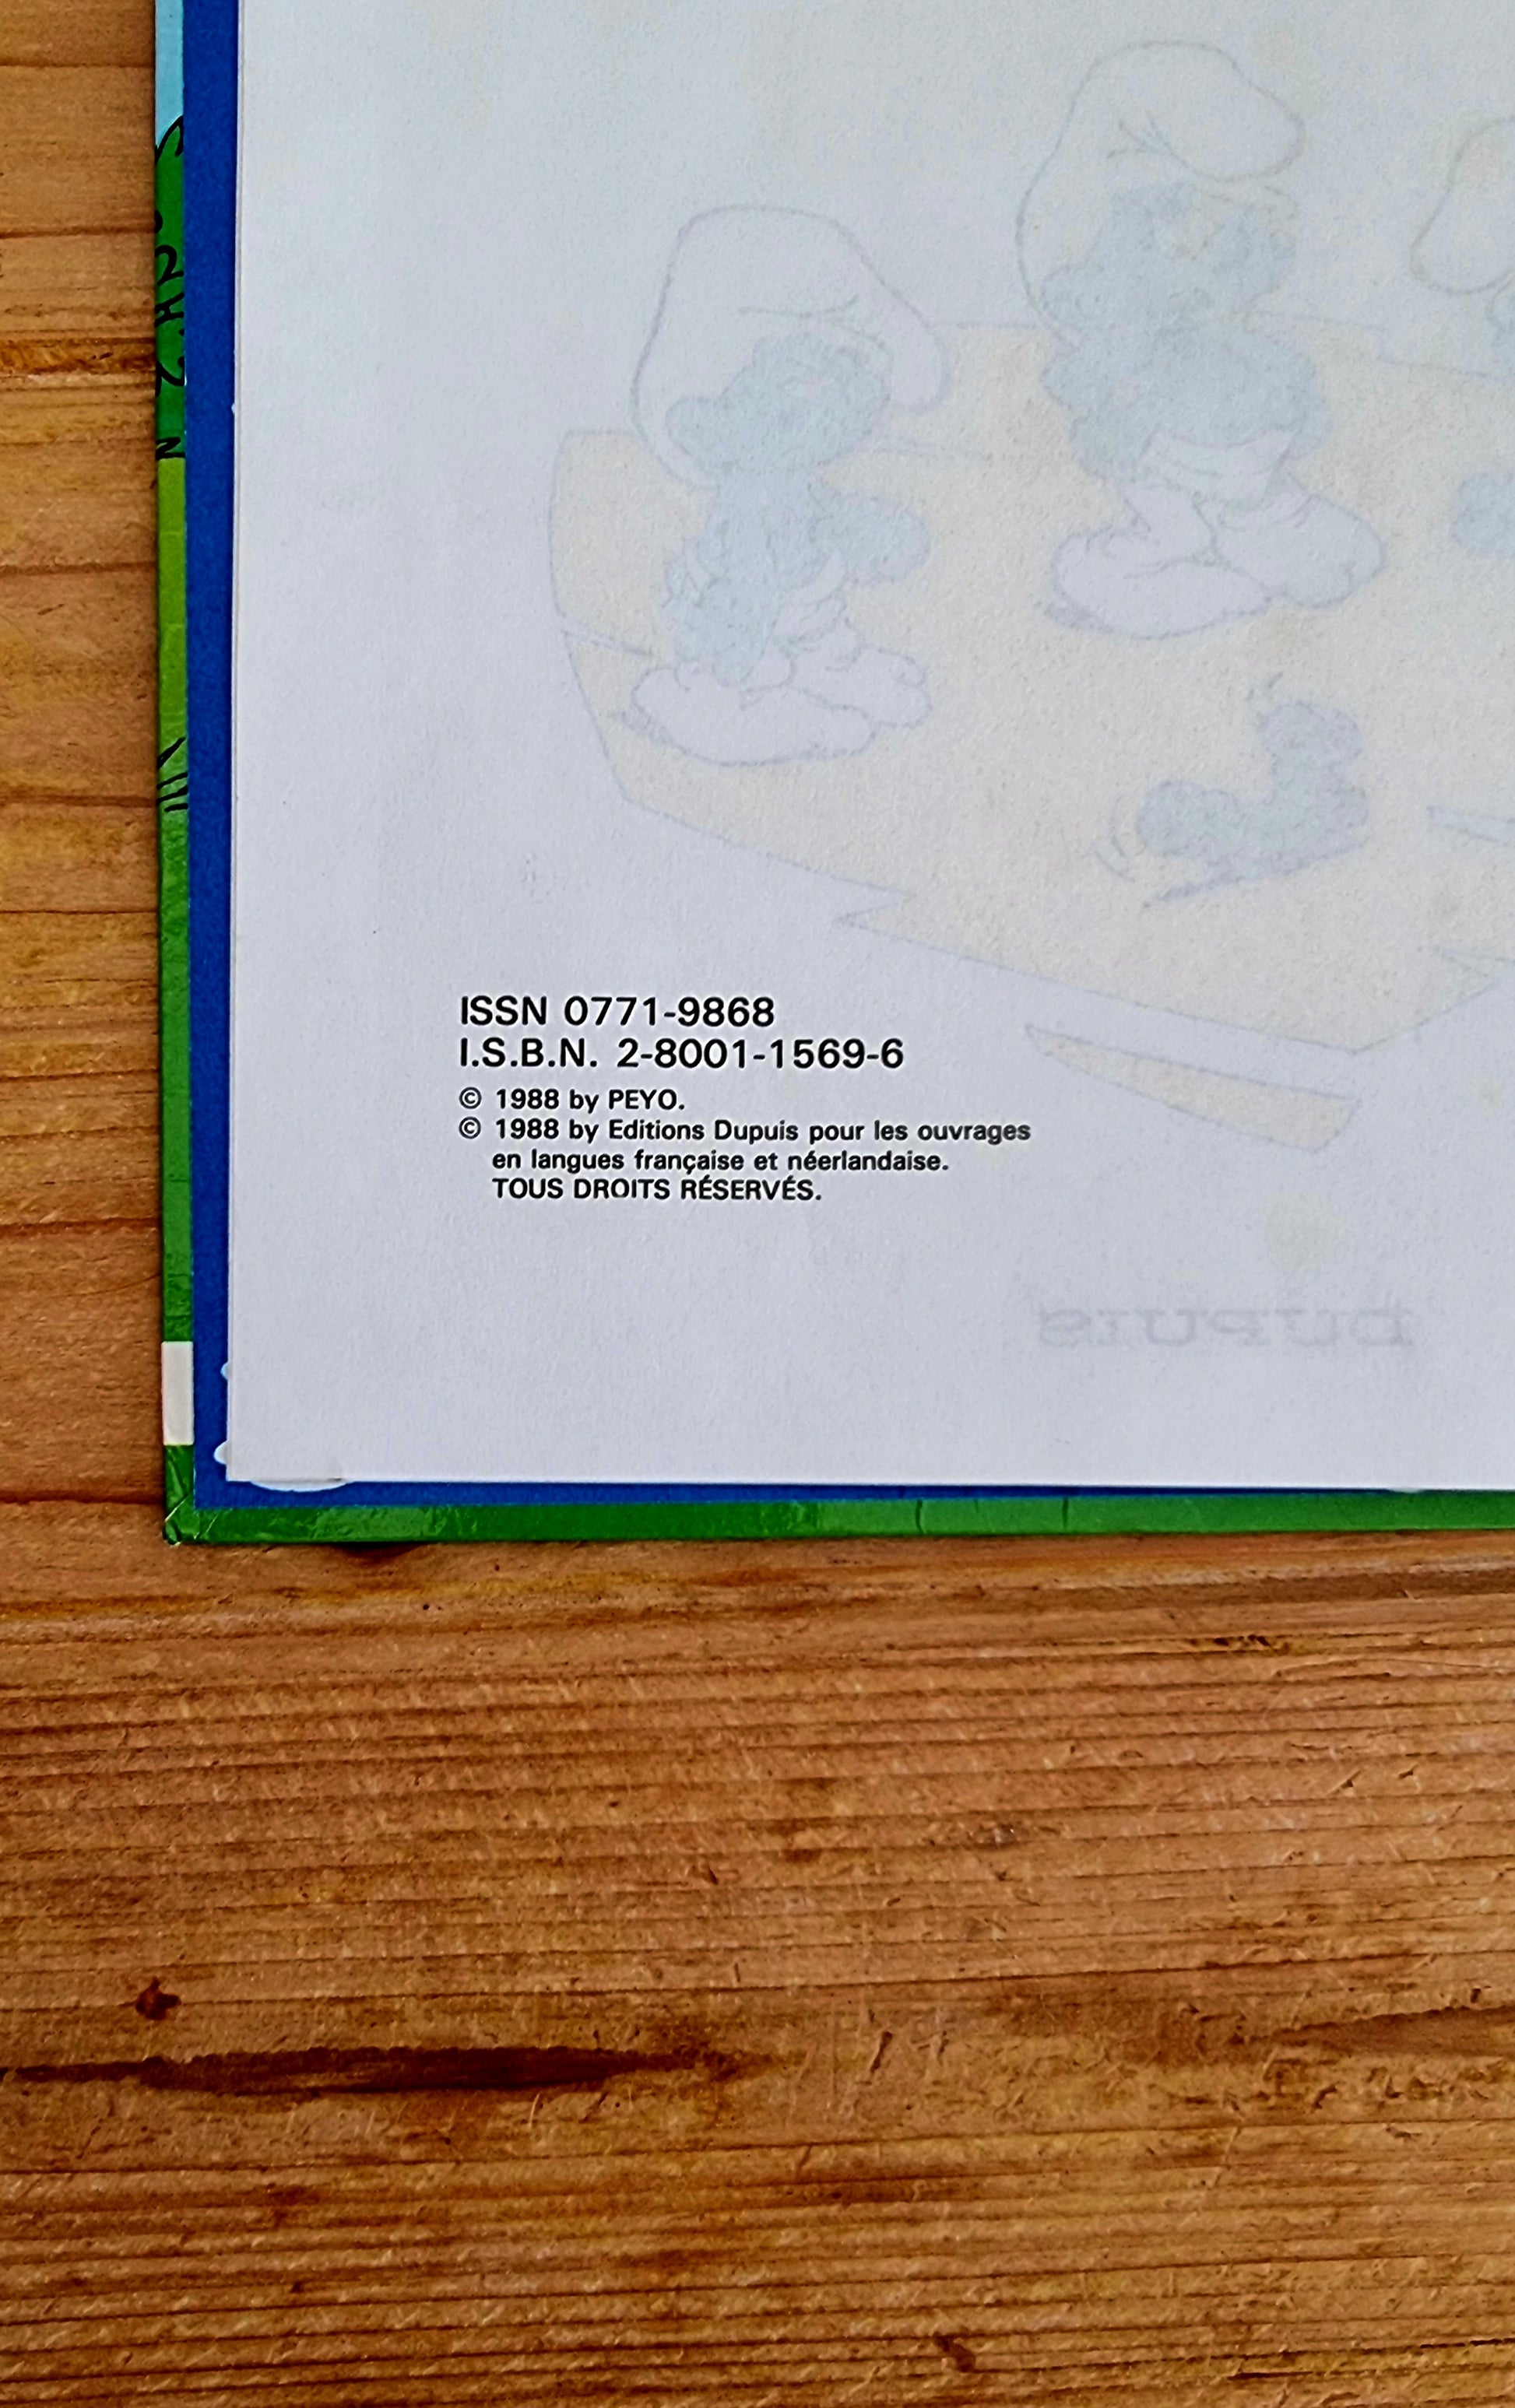 ISSN 0771-9868
I.S.B.N. 2-8001-1569-6
© 1988 by PEYO.
© 1988 by Editions Dupuis pour les ouvrages
en langues française et néerlandaise.
TOUS DROITS RÉSERVÉS.
DUPUIS